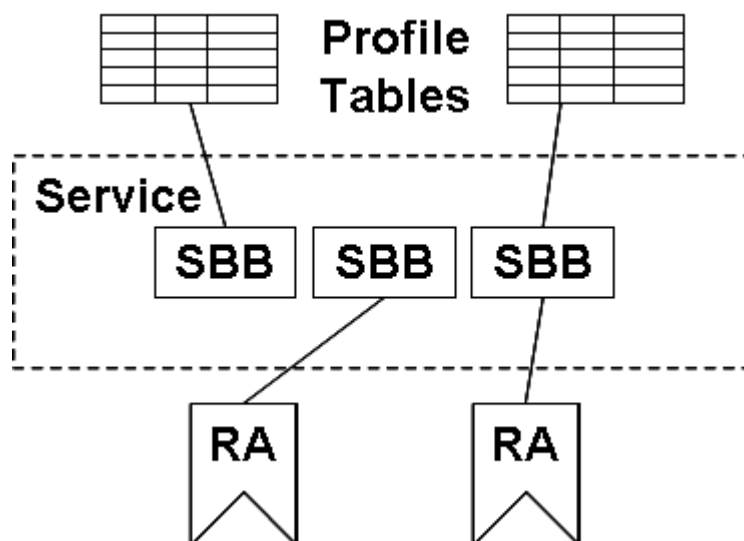 Profile
Tables
Service
SBB
SBB
SBB
RA
RA